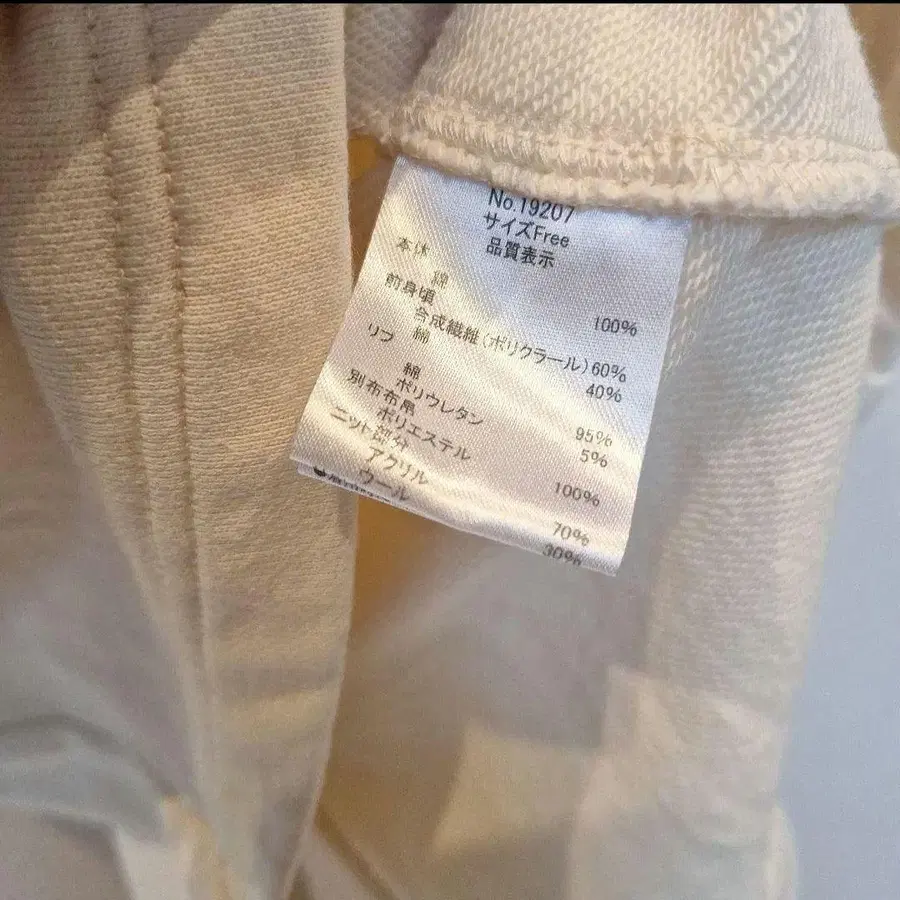 No.19207
サイズFree
品質表示
本体
綿 100%
前身頃
合成繊維(ポリクラール)60%
綿 40%
リブ
綿 95%
ポリウレタン 5%
別布布帛
ポリエステル 100%
ニット部分
アクリル 70%
ウール 30%